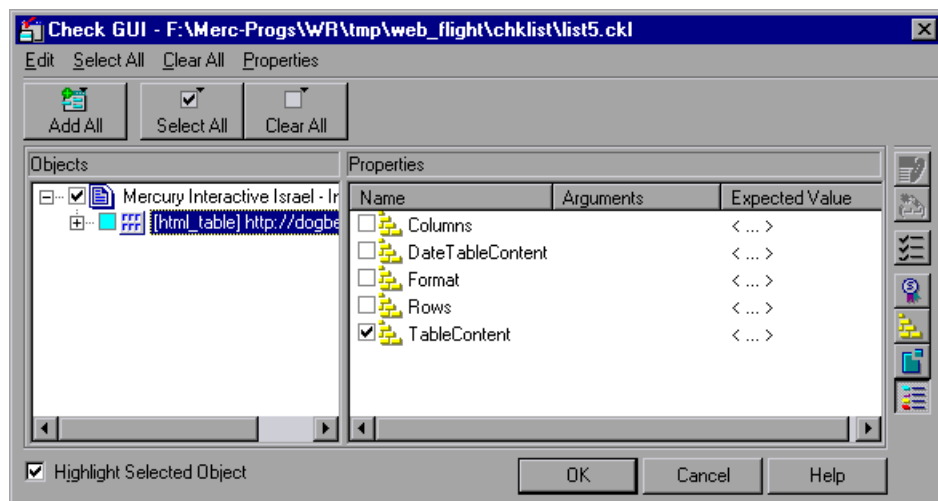 Check GUI - F:\Merc-Progs\WR\tmp\web_flight\chklist\list5.ckl
Edit Select All Clear All Properties
Add All Select All Clear All
Objects Properties
Mercury Interactive Israel - In
[html_table] http://dogbe
Name Arguments Expected Value
Columns < ... >
DateTableContent < ... >
Format < ... >
Rows < ... >
TableContent < ... >
Highlight Selected Object OK Cancel Help